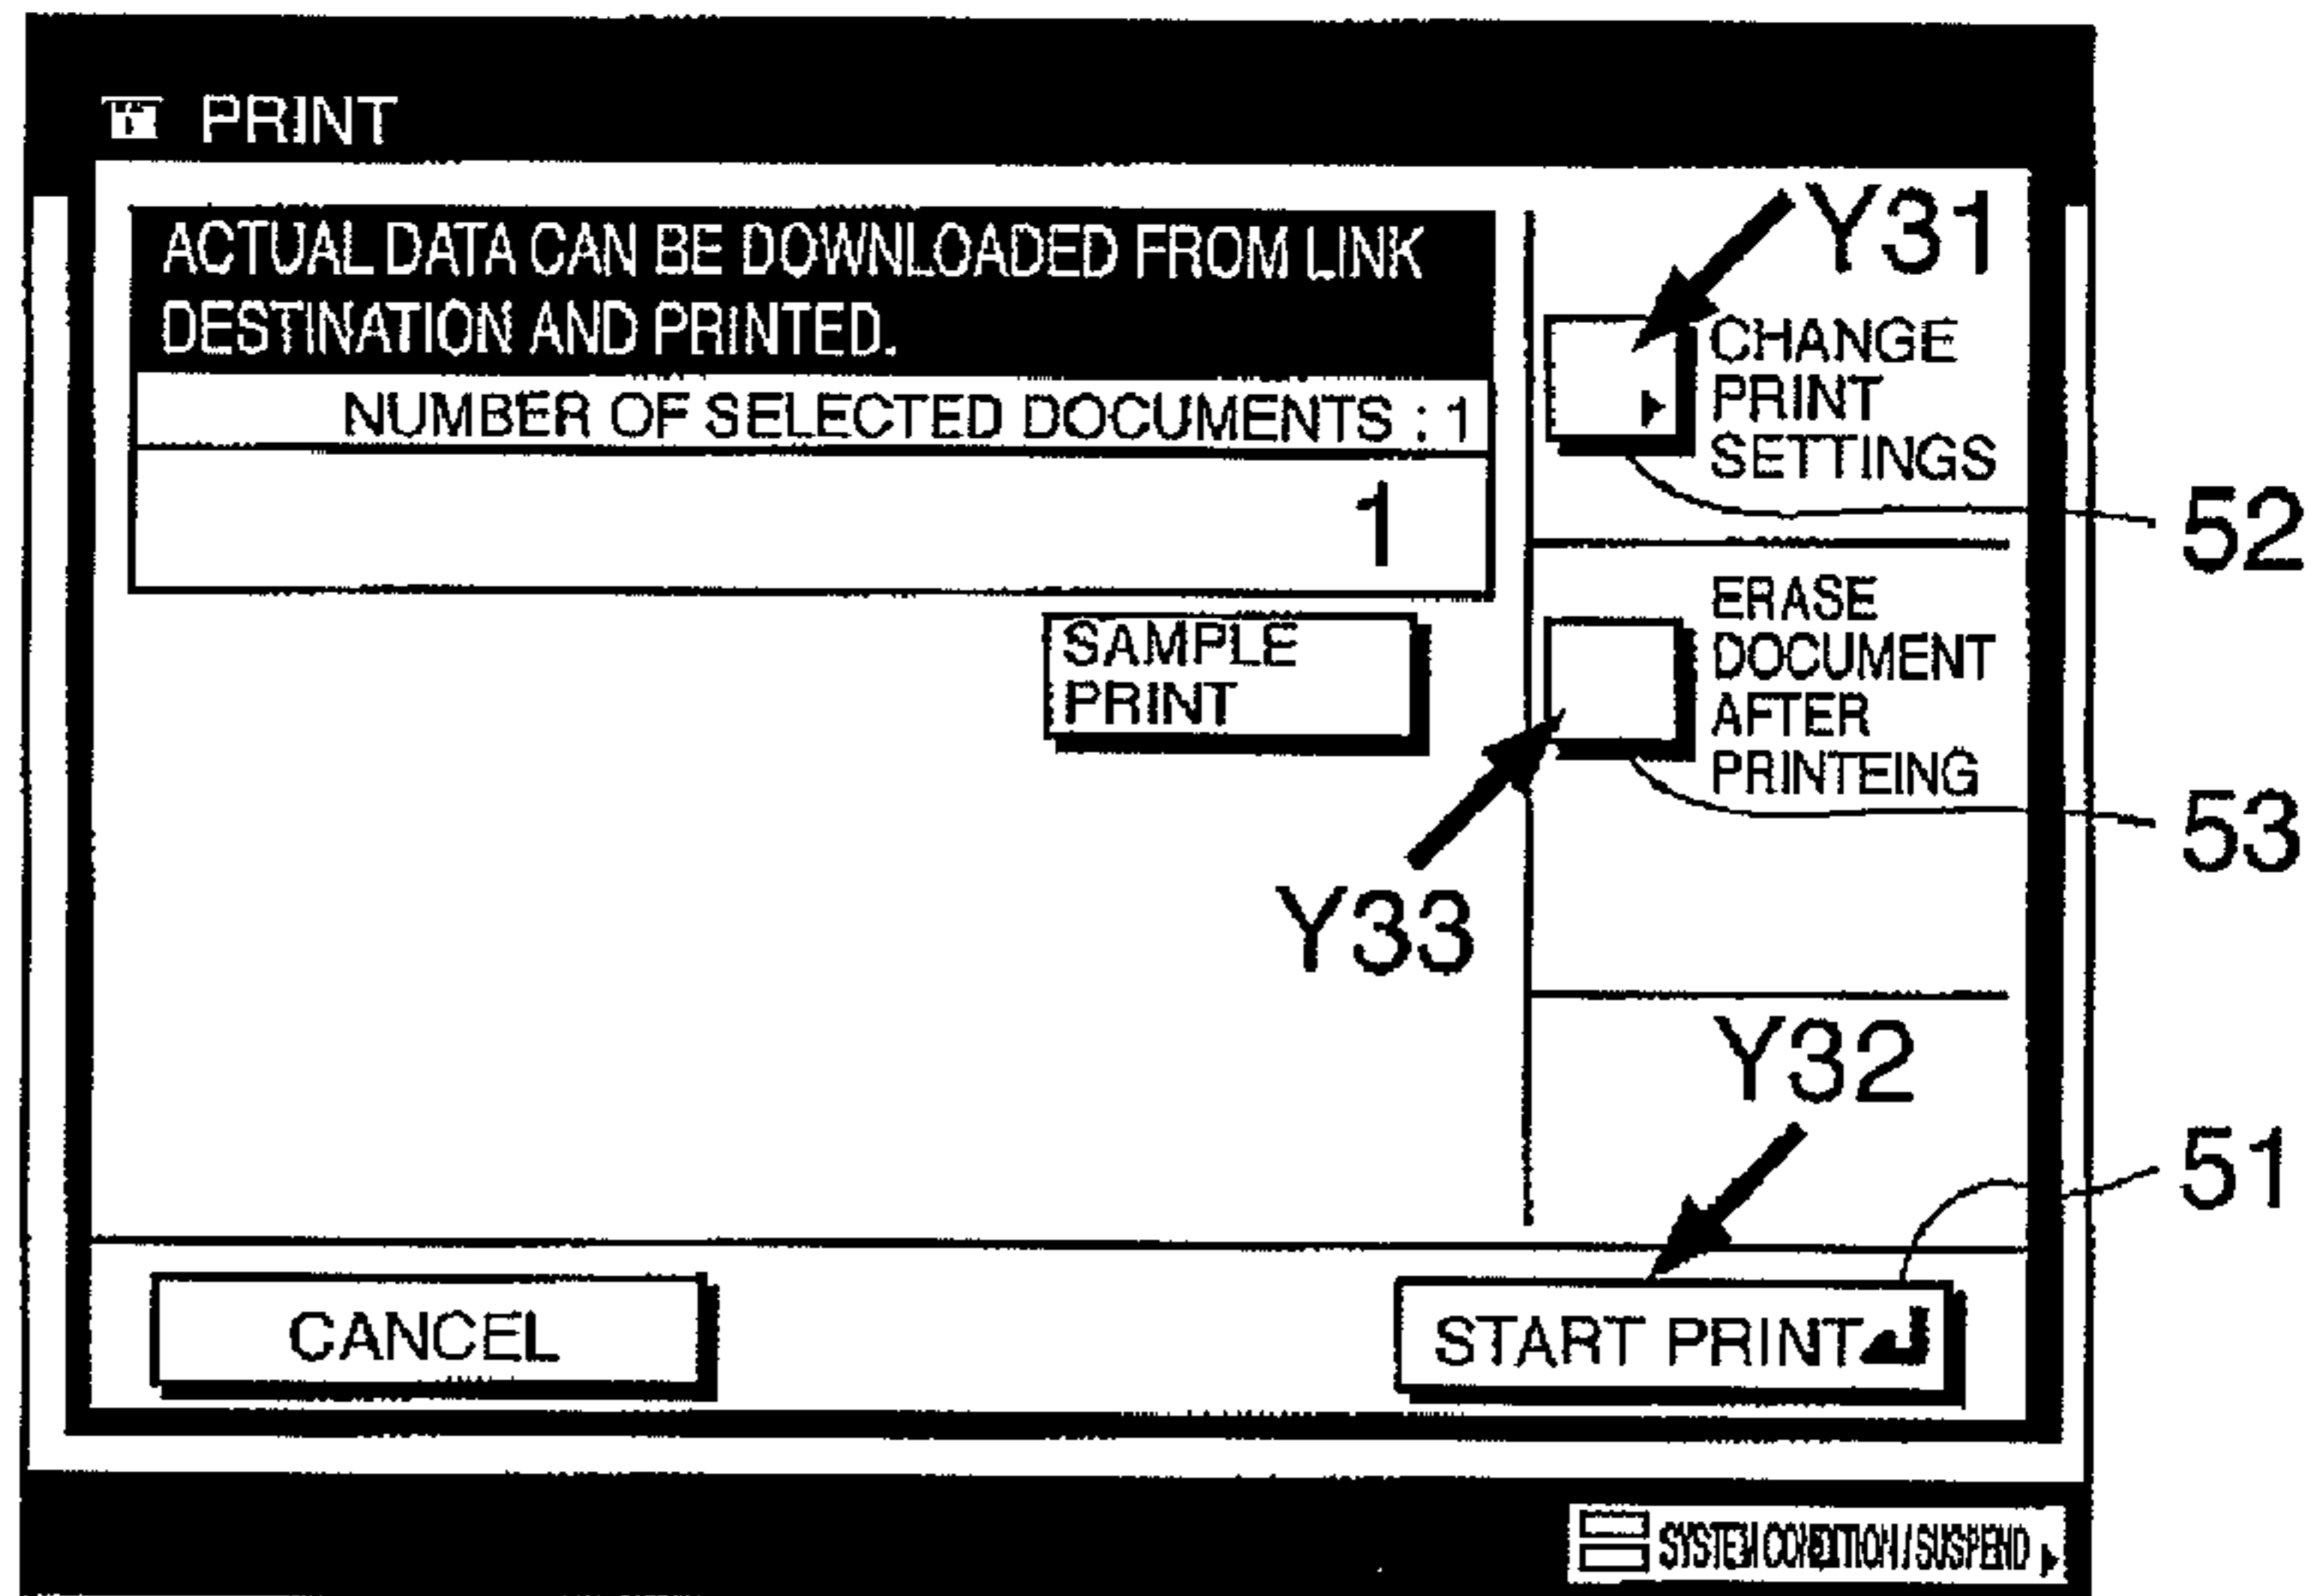 PRINT
ACTUAL DATA CAN BE DOWNLOADED FROM LINK
DESTINATION AND PRINTED.
NUMBER OF SELECTED DOCUMENTS : 1
1
SAMPLE
PRINT
Y31
CHANGE
PRINT
SETTINGS
52
ERASE
DOCUMENT
AFTER
PRINTEING
53
Y33
Y32
51
CANCEL
START PRINT
SYSTEM CONDITION / SUSPEND